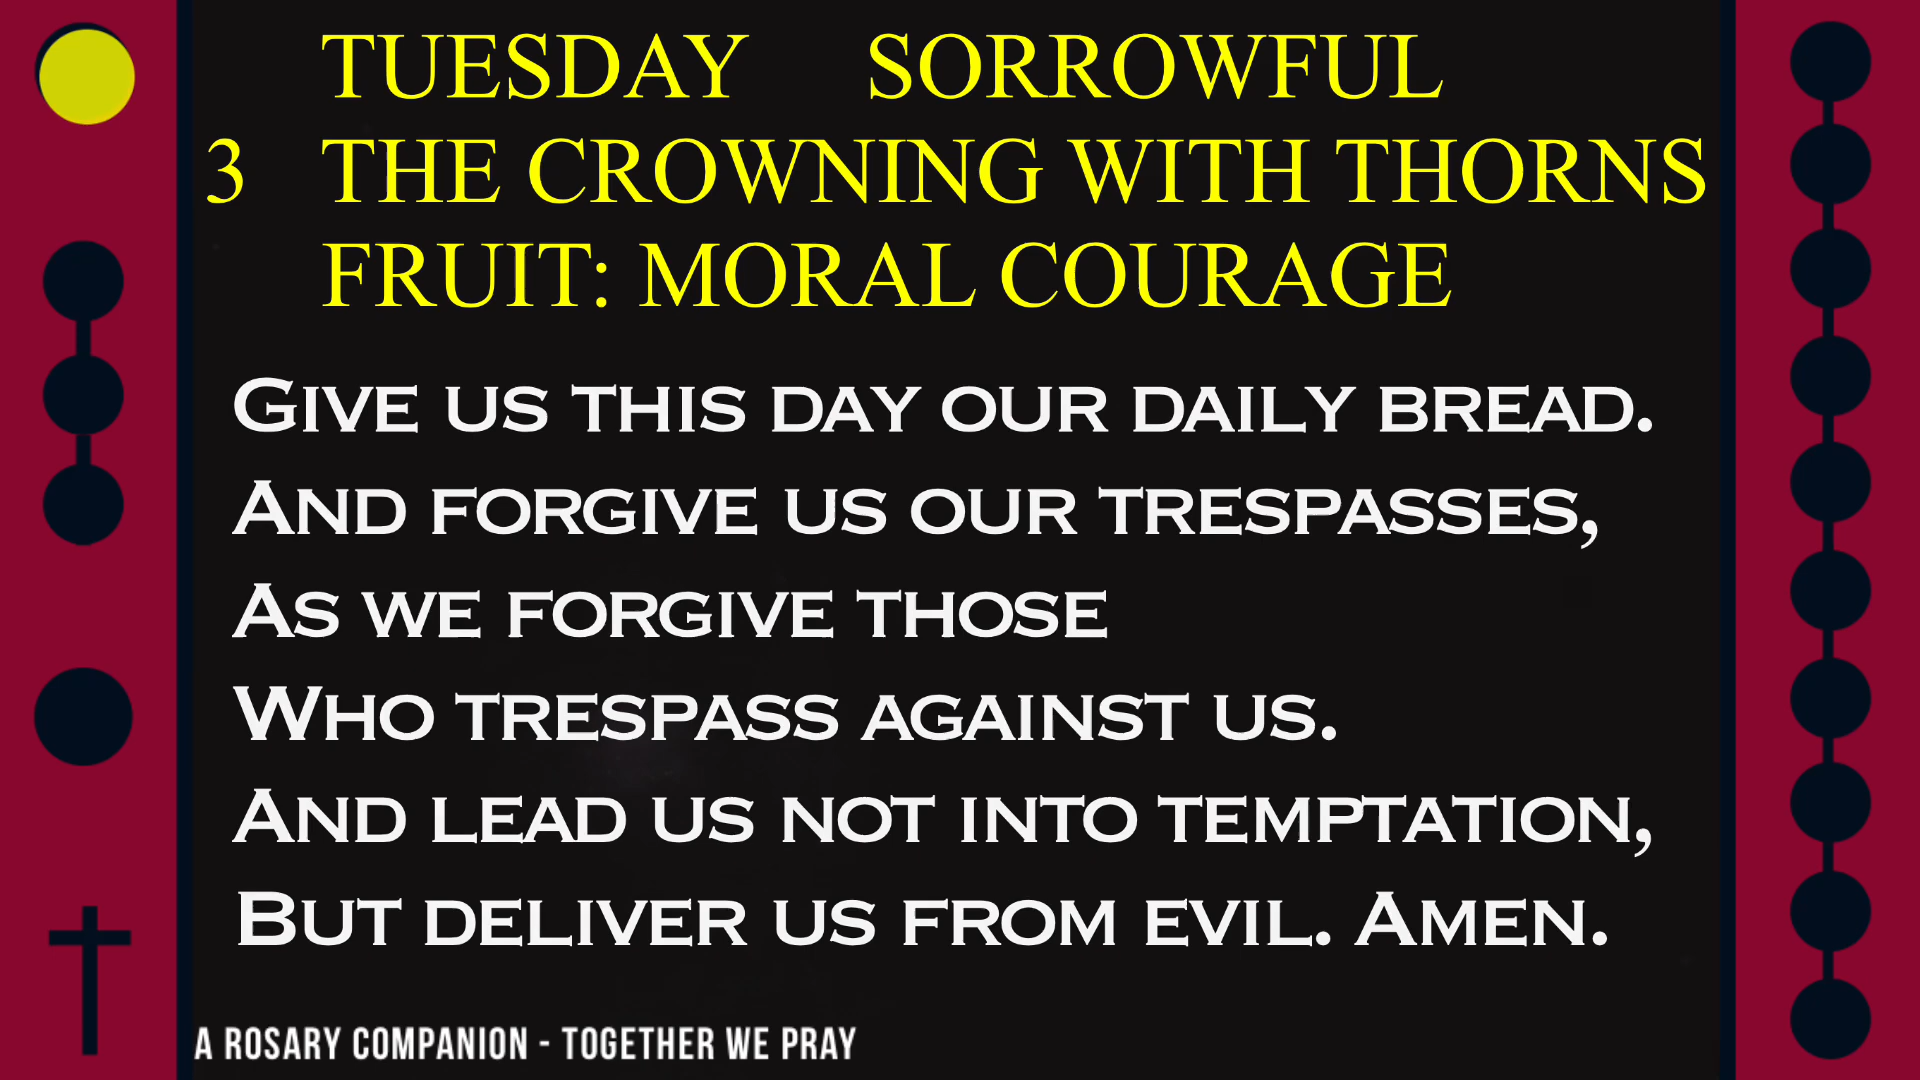 TUESDAY SORROWFUL
3 THE CROWNING WITH THORNS
FRUIT: MORAL COURAGE
GIVE US THIS DAY OUR DAILY BREAD.
AND FORGIVE US OUR TRESPASSES,
AS WE FORGIVE THOSE
WHO TRESPASS AGAINST US.
AND LEAD US NOT INTO TEMPTATION,
BUT DELIVER US FROM EVIL. AMEN.
A ROSARY COMPANION - TOGETHER WE PRAY